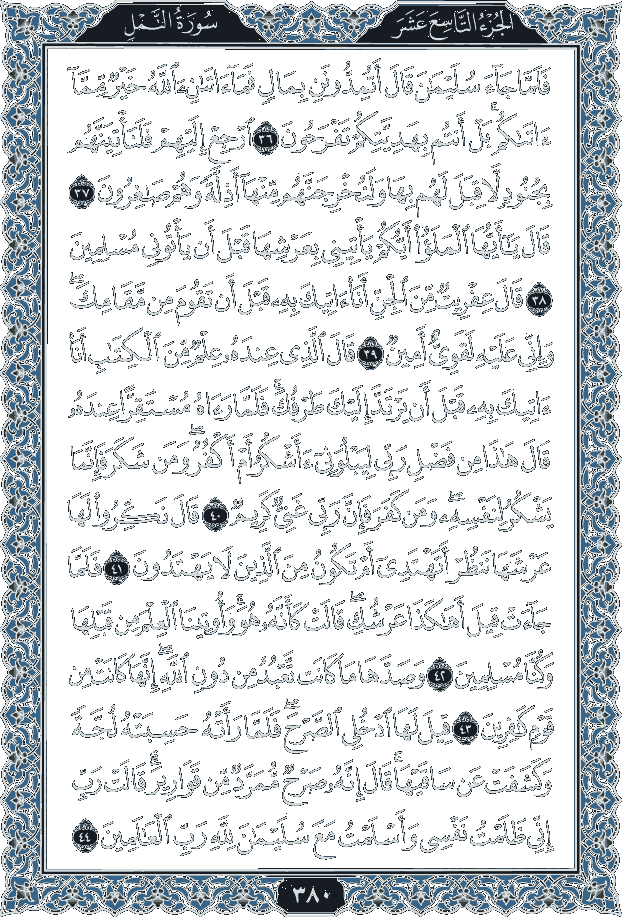 الجزء التاسع عشر
سورة النمل
فَلَمَّا جَآءَ سُلَيْمَٰنَ قَالَ أَتُمِدُّونَنِ بِمَالٍ فَمَآ ءَاتَىٰنِۦَ ٱللَّهُ خَيْرٌ مِّمَّآ
ءَاتَىٰكُمۚ بَلْ أَنتُم بِهَدِيَّتِكُمْ تَفْرَحُونَ ٣٦ ٱرْجِعْ إِلَيْهِمْ فَلَنَأْتِيَنَّهُم
بِجُنُودٍ لَّا قِبَلَ لَهُم بِهَا وَلَنُخْرِجَنَّهُم مِّنْهَآ أَذِلَّةً وَهُمْ صَٰغِرُونَ ٣٧
قَالَ يَٰٓأَيُّهَا ٱلْمَلَؤُا۟ أَيُّكُمْ يَأْتِينِى بِعَرْشِهَا قَبْلَ أَن يَأْتُونِى مُسْلِمِينَ
٣٨ قَالَ عِفْرِيتٌ مِّنَ ٱلْجِنِّ أَنَا۠ ءَاتِيكَ بِهِۦ قَبْلَ أَن تَقُومَ مِن مَّقَامِكَۖ
وَإِنِّى عَلَيْهِ لَقَوِىٌّ أَمِينٌ ٣٩ قَالَ ٱلَّذِى عِندَهُۥ عِلْمٌ مِّنَ ٱلْكِتَٰبِ أَنَا۠
ءَاتِيكَ بِهِۦ قَبْلَ أَن يَرْتَدَّ إِلَيْكَ طَرْفُكَۚ فَلَمَّا رَءَاهُ مُسْتَقِرًّا عِندَهُۥ
قَالَ هَٰذَا مِن فَضْلِ رَبِّى لِيَبْلُوَنِىٓ ءَأَشْكُرُ أَمْ أَكْفُرُۖ وَمَن شَكَرَ فَإِنَّمَا
يَشْكُرُ لِنَفْسِهِۦۖ وَمَن كَفَرَ فَإِنَّ رَبِّى غَنِىٌّ كَرِيمٌ ٤٠ قَالَ نَكِّرُوا۟ لَهَا
عَرْشَهَا نَنظُرْ أَتَهْتَدِىٓ أَمْ تَكُونُ مِنَ ٱلَّذِينَ لَا يَهْتَدُونَ ٤١ فَلَمَّا
جَآءَتْ قِيلَ أَهَٰكَذَا عَرْشُكِۖ قَالَتْ كَأَنَّهُۥ هُوَۚ وَأُوتِينَا ٱلْعِلْمَ مِن قَبْلِهَا
وَكُنَّا مُسْلِمِينَ ٤٢ وَصَدَّهَا مَا كَانَت تَّعْبُدُ مِن دُونِ ٱللَّهِۖ إِنَّهَا كَانَتْ مِن
قَوْمٍ كَٰفِرِينَ ٤٣ قِيلَ لَهَا ٱدْخُلِى ٱلصَّرْحَۖ فَلَمَّا رَأَتْهُ حَسِبَتْهُ لُجَّةً
وَكَشَفَتْ عَن سَاقَيْهَاۚ قَالَ إِنَّهُۥ صَرْحٌ مُّمَرَّدٌ مِّن قَوَارِيرَۗ قَالَتْ رَبِّ
إِنِّى ظَلَمْتُ نَفْسِى وَأَسْلَمْتُ مَعَ سُلَيْمَٰنَ لِلَّهِ رَبِّ ٱلْعَٰلَمِينَ ٤٤
٣٨٠